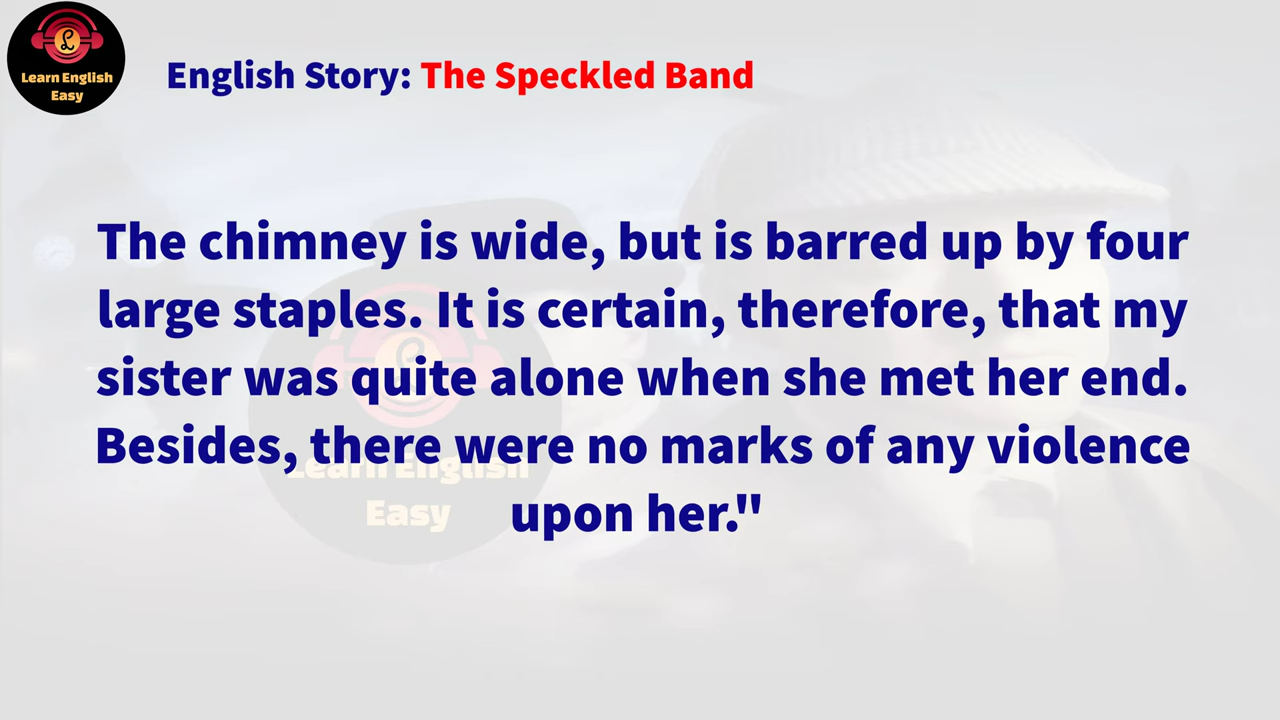 Learn English
Easy
English Story: The Speckled Band
The chimney is wide, but is barred up by four
large staples. It is certain, therefore, that my
sister was quite alone when she met her end.
Besides, there were no marks of any violence
upon her."
Learn English
Easy